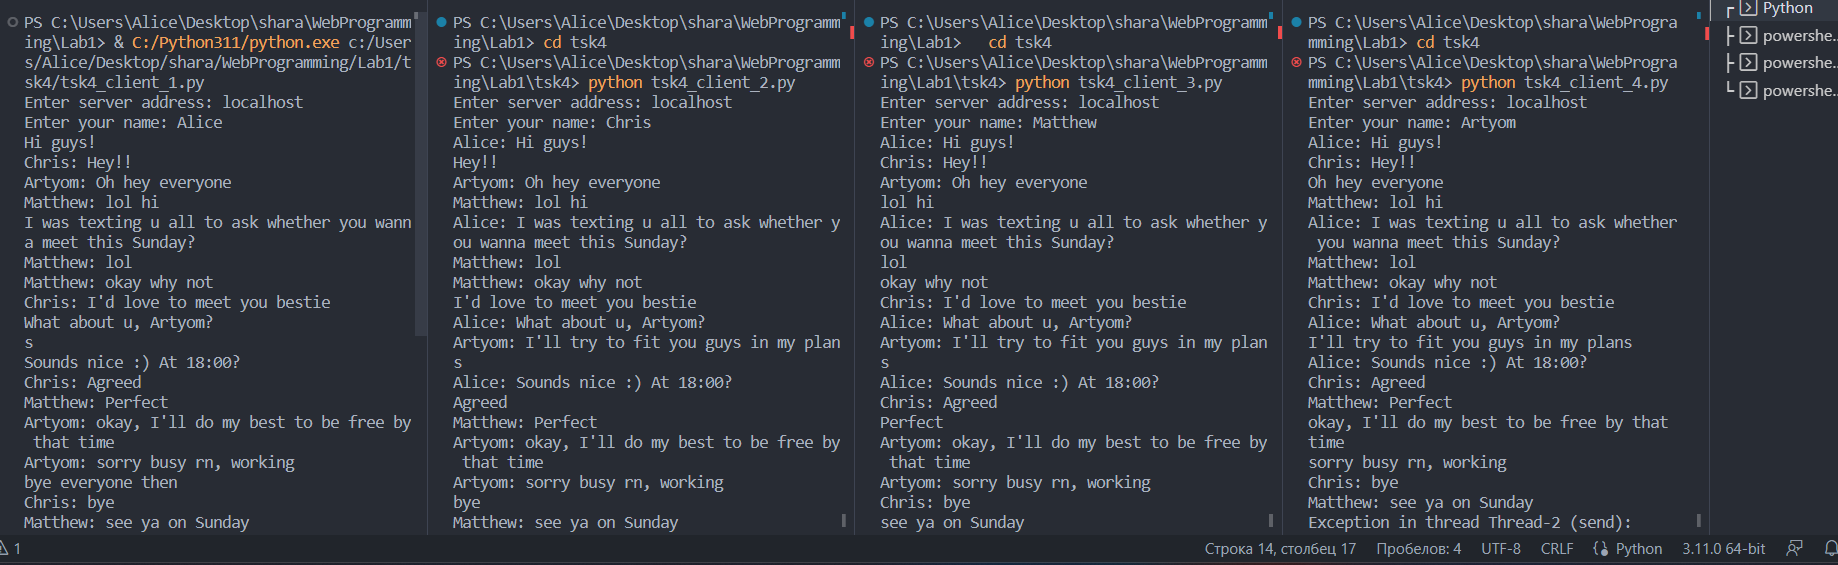 PS C:\Users\Alice\Desktop\shara\WebProgramm
ing\Lab1> & C:/Python311/python.exe c:/User
s/Alice/Desktop/shara/WebProgramming/Lab1/t
sk4/tsk4_client_1.py
Enter server address: localhost
Enter your name: Alice
Hi guys!
Chris: Hey!!
Artyom: Oh hey everyone
Matthew: lol hi
I was texting u all to ask whether you wann
a meet this Sunday?
Matthew: lol
Matthew: okay why not
Chris: I'd love to meet you bestie
What about u, Artyom?
s
Sounds nice :) At 18:00?
Chris: Agreed
Matthew: Perfect
Artyom: okay, I'll do my best to be free by
that time
Artyom: sorry busy rn, working
bye everyone then
Chris: bye
Matthew: see ya on Sunday
PS C:\Users\Alice\Desktop\shara\WebProgramm
ing\Lab1> cd tsk4
PS C:\Users\Alice\Desktop\shara\WebProgramm
ing\Lab1\tsk4> python tsk4_client_2.py
Enter server address: localhost
Enter your name: Chris
Alice: Hi guys!
Hey!!
Artyom: Oh hey everyone
Matthew: lol hi
Alice: I was texting u all to ask whether y
ou wanna meet this Sunday?
Matthew: lol
Matthew: okay why not
I'd love to meet you bestie
Alice: What about u, Artyom?
Artyom: I'll try to fit you guys in my plan
s
Alice: Sounds nice :) At 18:00?
Agreed
Matthew: Perfect
Artyom: okay, I'll do my best to be free by
that time
Artyom: sorry busy rn, working
bye
Matthew: see ya on Sunday
PS C:\Users\Alice\Desktop\shara\WebProgramm
ing\Lab1>   cd tsk4
PS C:\Users\Alice\Desktop\shara\WebProgramm
ing\Lab1\tsk4> python tsk4_client_3.py
Enter server address: localhost
Enter your name: Matthew
Alice: Hi guys!
Chris: Hey!!
Artyom: Oh hey everyone
lol hi
Alice: I was texting u all to ask whether y
ou wanna meet this Sunday?
lol
okay why not
Chris: I'd love to meet you bestie
Alice: What about u, Artyom?
Artyom: I'll try to fit you guys in my plan
s
Alice: Sounds nice :) At 18:00?
Chris: Agreed
Perfect
Artyom: okay, I'll do my best to be free by
that time
Artyom: sorry busy rn, working
Chris: bye
see ya on Sunday
PS C:\Users\Alice\Desktop\shara\WebProgra
mming\Lab1> cd tsk4
PS C:\Users\Alice\Desktop\shara\WebProgra
mming\Lab1\tsk4> python tsk4_client_4.py
Enter server address: localhost
Enter your name: Artyom
Alice: Hi guys!
Chris: Hey!!
Oh hey everyone
Matthew: lol hi
Alice: I was texting u all to ask whether
you wanna meet this Sunday?
Matthew: lol
Matthew: okay why not
Chris: I'd love to meet you bestie
Alice: What about u, Artyom?
I'll try to fit you guys in my plans
Alice: Sounds nice :) At 18:00?
Chris: Agreed
Matthew: Perfect
okay, I'll do my best to be free by that
time
sorry busy rn, working
Chris: bye
Matthew: see ya on Sunday
Exception in thread Thread-2 (send):
Python
powershe...
powershe...
powershe...
1
Строка 14, столбец 17
Пробелов: 4
UTF-8
CRLF
Python
3.11.0 64-bit